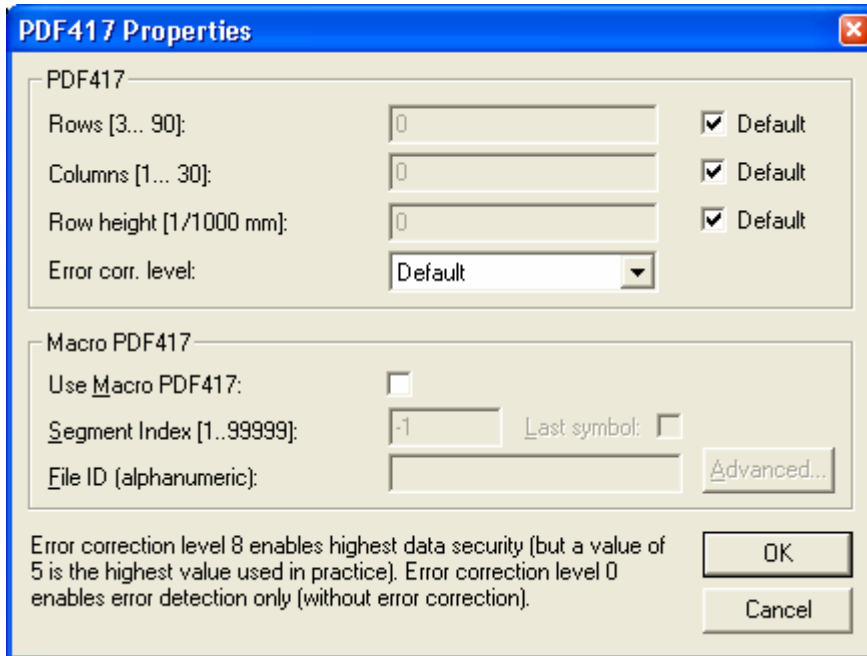 PDF417 Properties
PDF417
Rows [3... 90]: 0 Default
Columns [1... 30]: 0 Default
Row height [1/1000 mm]: 0 Default
Error corr. level: Default
Macro PDF417
Use Macro PDF417:
Segment Index [1..99999]: -1 Last symbol:
File ID (alphanumeric): Advanced...
Error correction level 8 enables highest data security (but a value of
5 is the highest value used in practice). Error correction level 0
enables error detection only (without error correction).
OK
Cancel